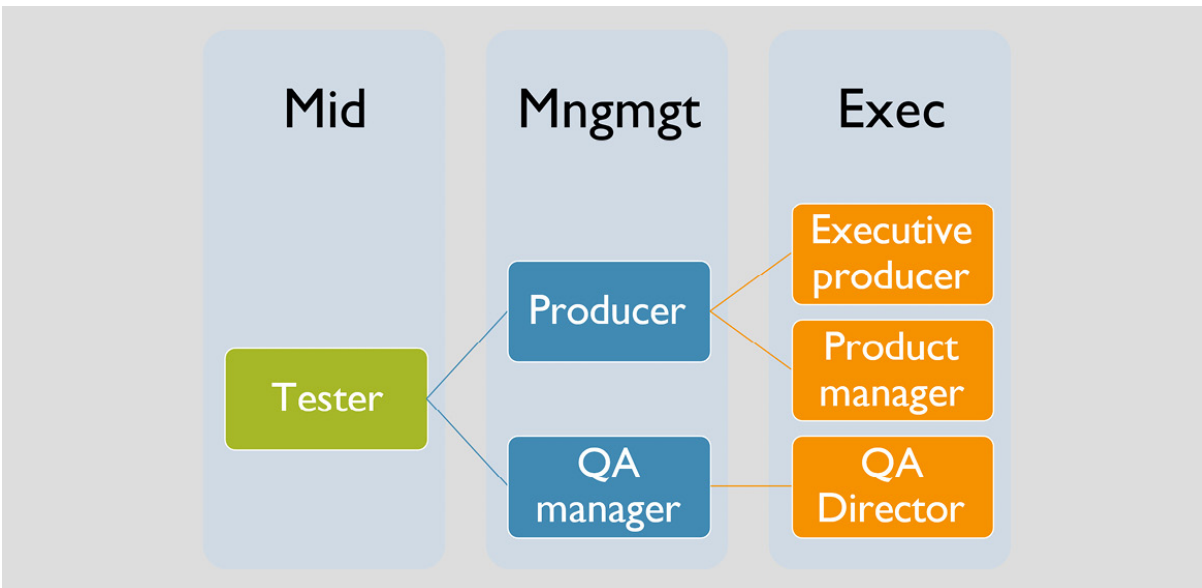 Mid
Mngmgt
Exec
Tester
Producer
QA
manager
Executive
producer
Product
manager
QA
Director